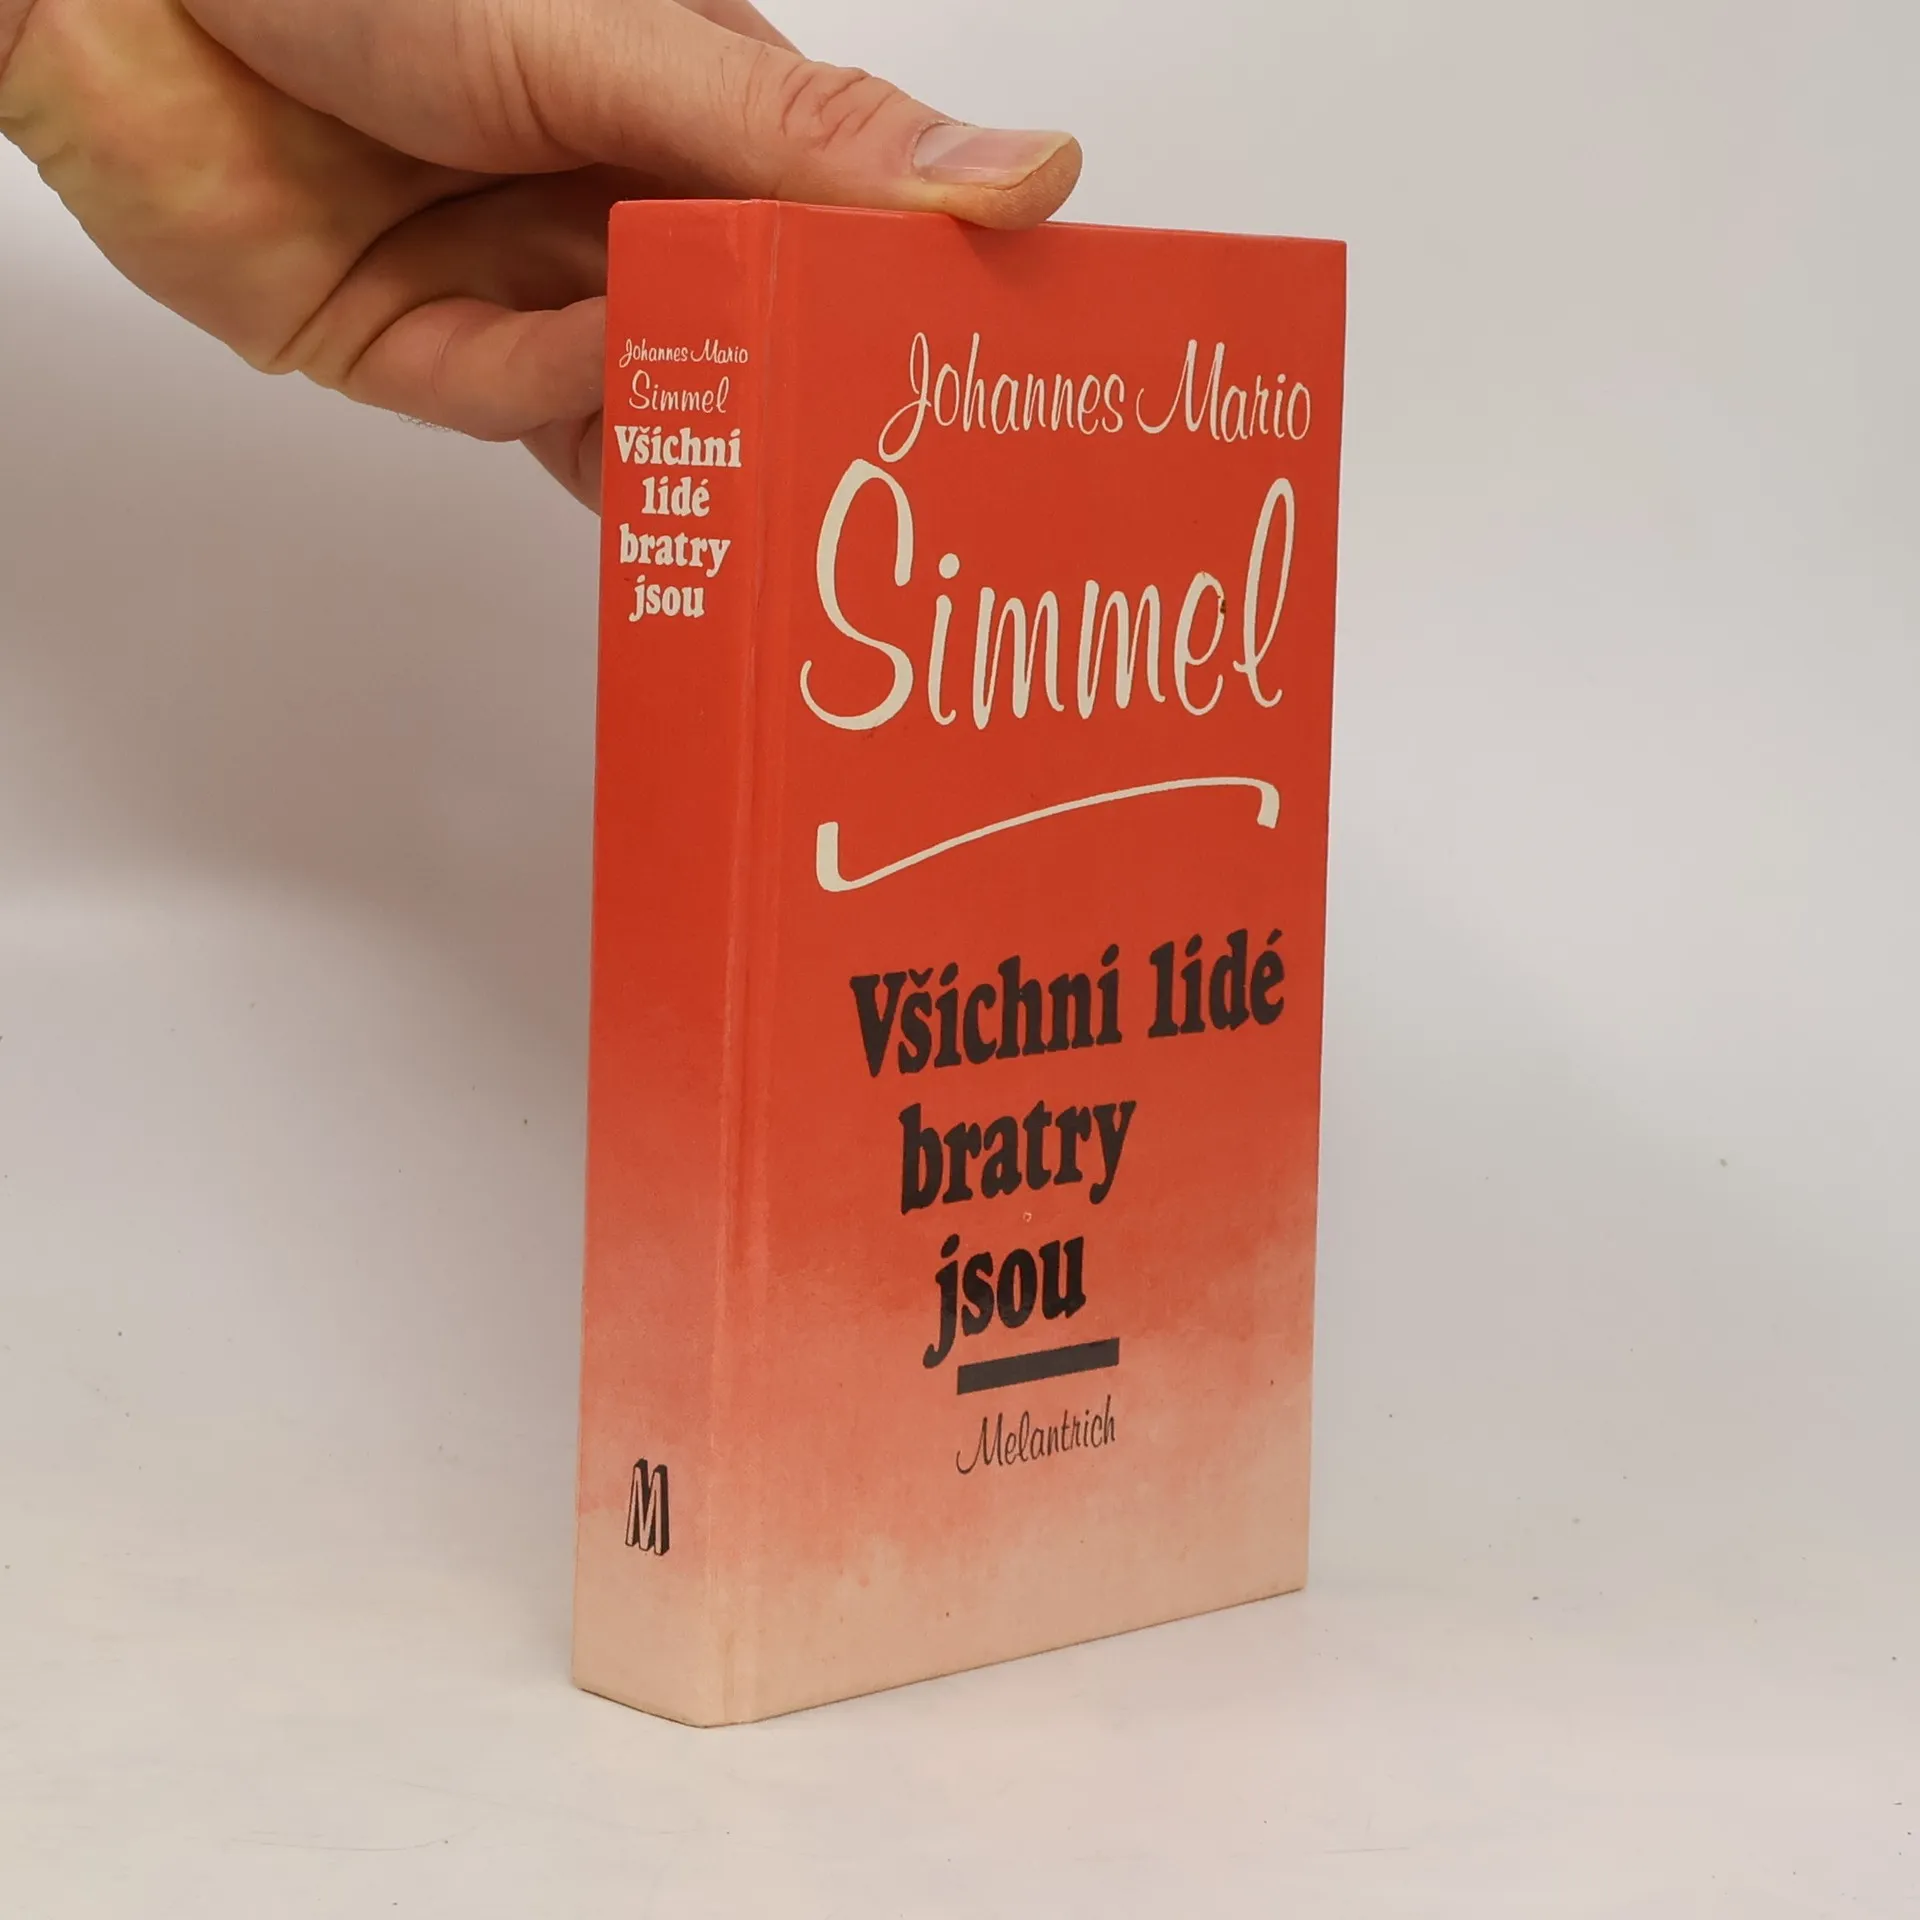 Johannes Mario
Simmel
Všichni
lidé
bratry
jsou
M
Johannes Mario
Simmel
Všichni lidé
bratry
jsou
Melantrich